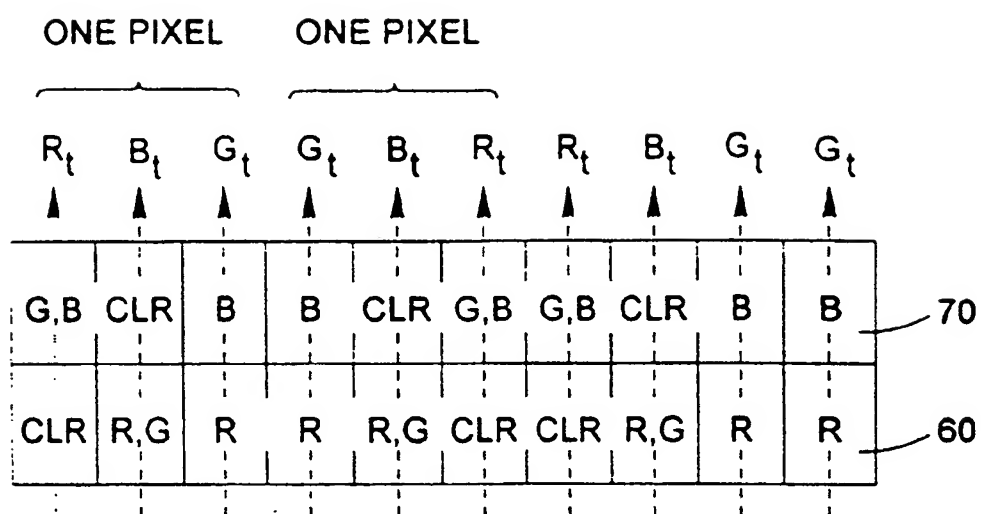 ONE PIXEL ONE PIXEL
Rt Bt Gt Gt Bt Rt Rt Bt Gt Gt
G,B CLR B B CLR G,B G,B CLR B B 70
CLR R,G R R R,G CLR CLR R,G R R 60